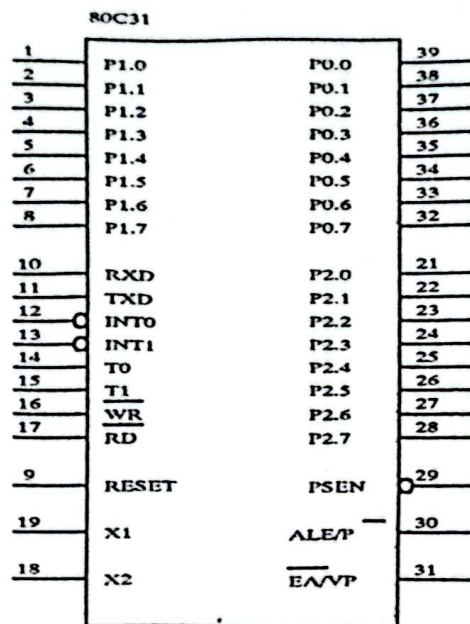 80C31
1 P1.0 P0.0 39
2 P1.1 P0.1 38
3 P1.2 P0.2 37
4 P1.3 P0.3 36
5 P1.4 P0.4 35
6 P1.5 P0.5 34
7 P1.6 P0.6 33
8 P1.7 P0.7 32
10 RXD P2.0 21
11 TXD P2.1 22
12 INT0 P2.2 23
13 INT1 P2.3 24
14 T0 P2.4 25
15 T1 P2.5 26
16 WR P2.6 27
17 RD P2.7 28
9 RESET PSEN 29
19 X1 ALE/P 30
18 X2 EA/VP 31